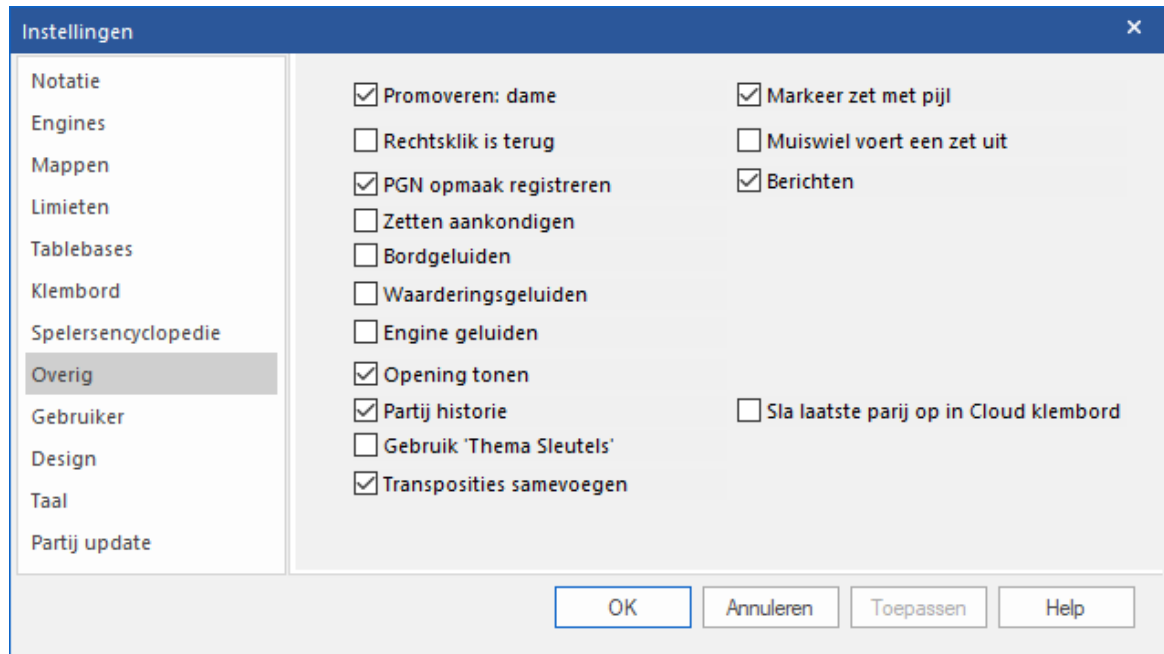 Instellingen
Notatie
Engines
Mappen
Limieten
Tablebases
Klembord
Spelersencyclopedie
Overig
Gebruiker
Design
Taal
Partij update
Promoveren: dame
Rechtsklik is terug
PGN opmaak registreren
Zetten aankondigen
Bordgeluiden
Waarderingsgeluiden
Engine geluiden
Opening tonen
Partij historie
Gebruik 'Thema Sleutels'
Transposities samevoegen
Markeer zet met pijl
Muiswiel voert een zet uit
Berichten
Sla laatste parij op in Cloud klembord
OK
Annuleren
Toepassen
Help